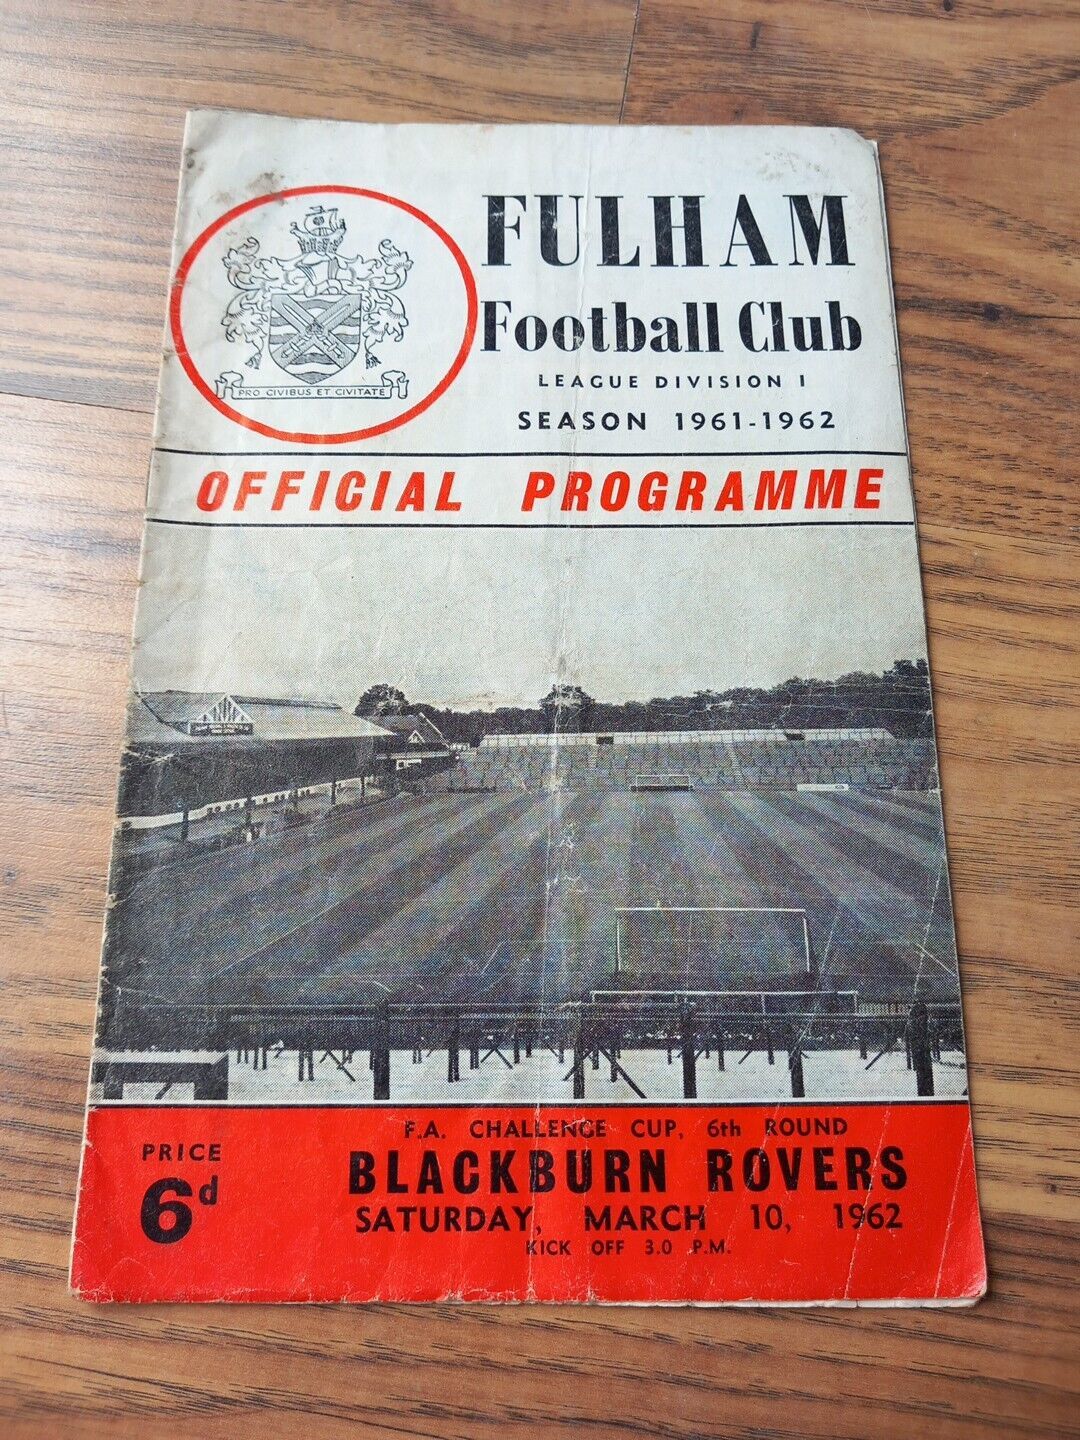 FULHAM
Football Club
LEAGUE DIVISION I
SEASON 1961-1962
PRO CIVIBUS ET CIVITATE
OFFICIAL PROGRAMME
PRICE
6d
F.A. CHALLENGE CUP, 6th ROUND
BLACKBURN ROVERS
SATURDAY, MARCH 10, 1962
KICK OFF 3.0 P.M.